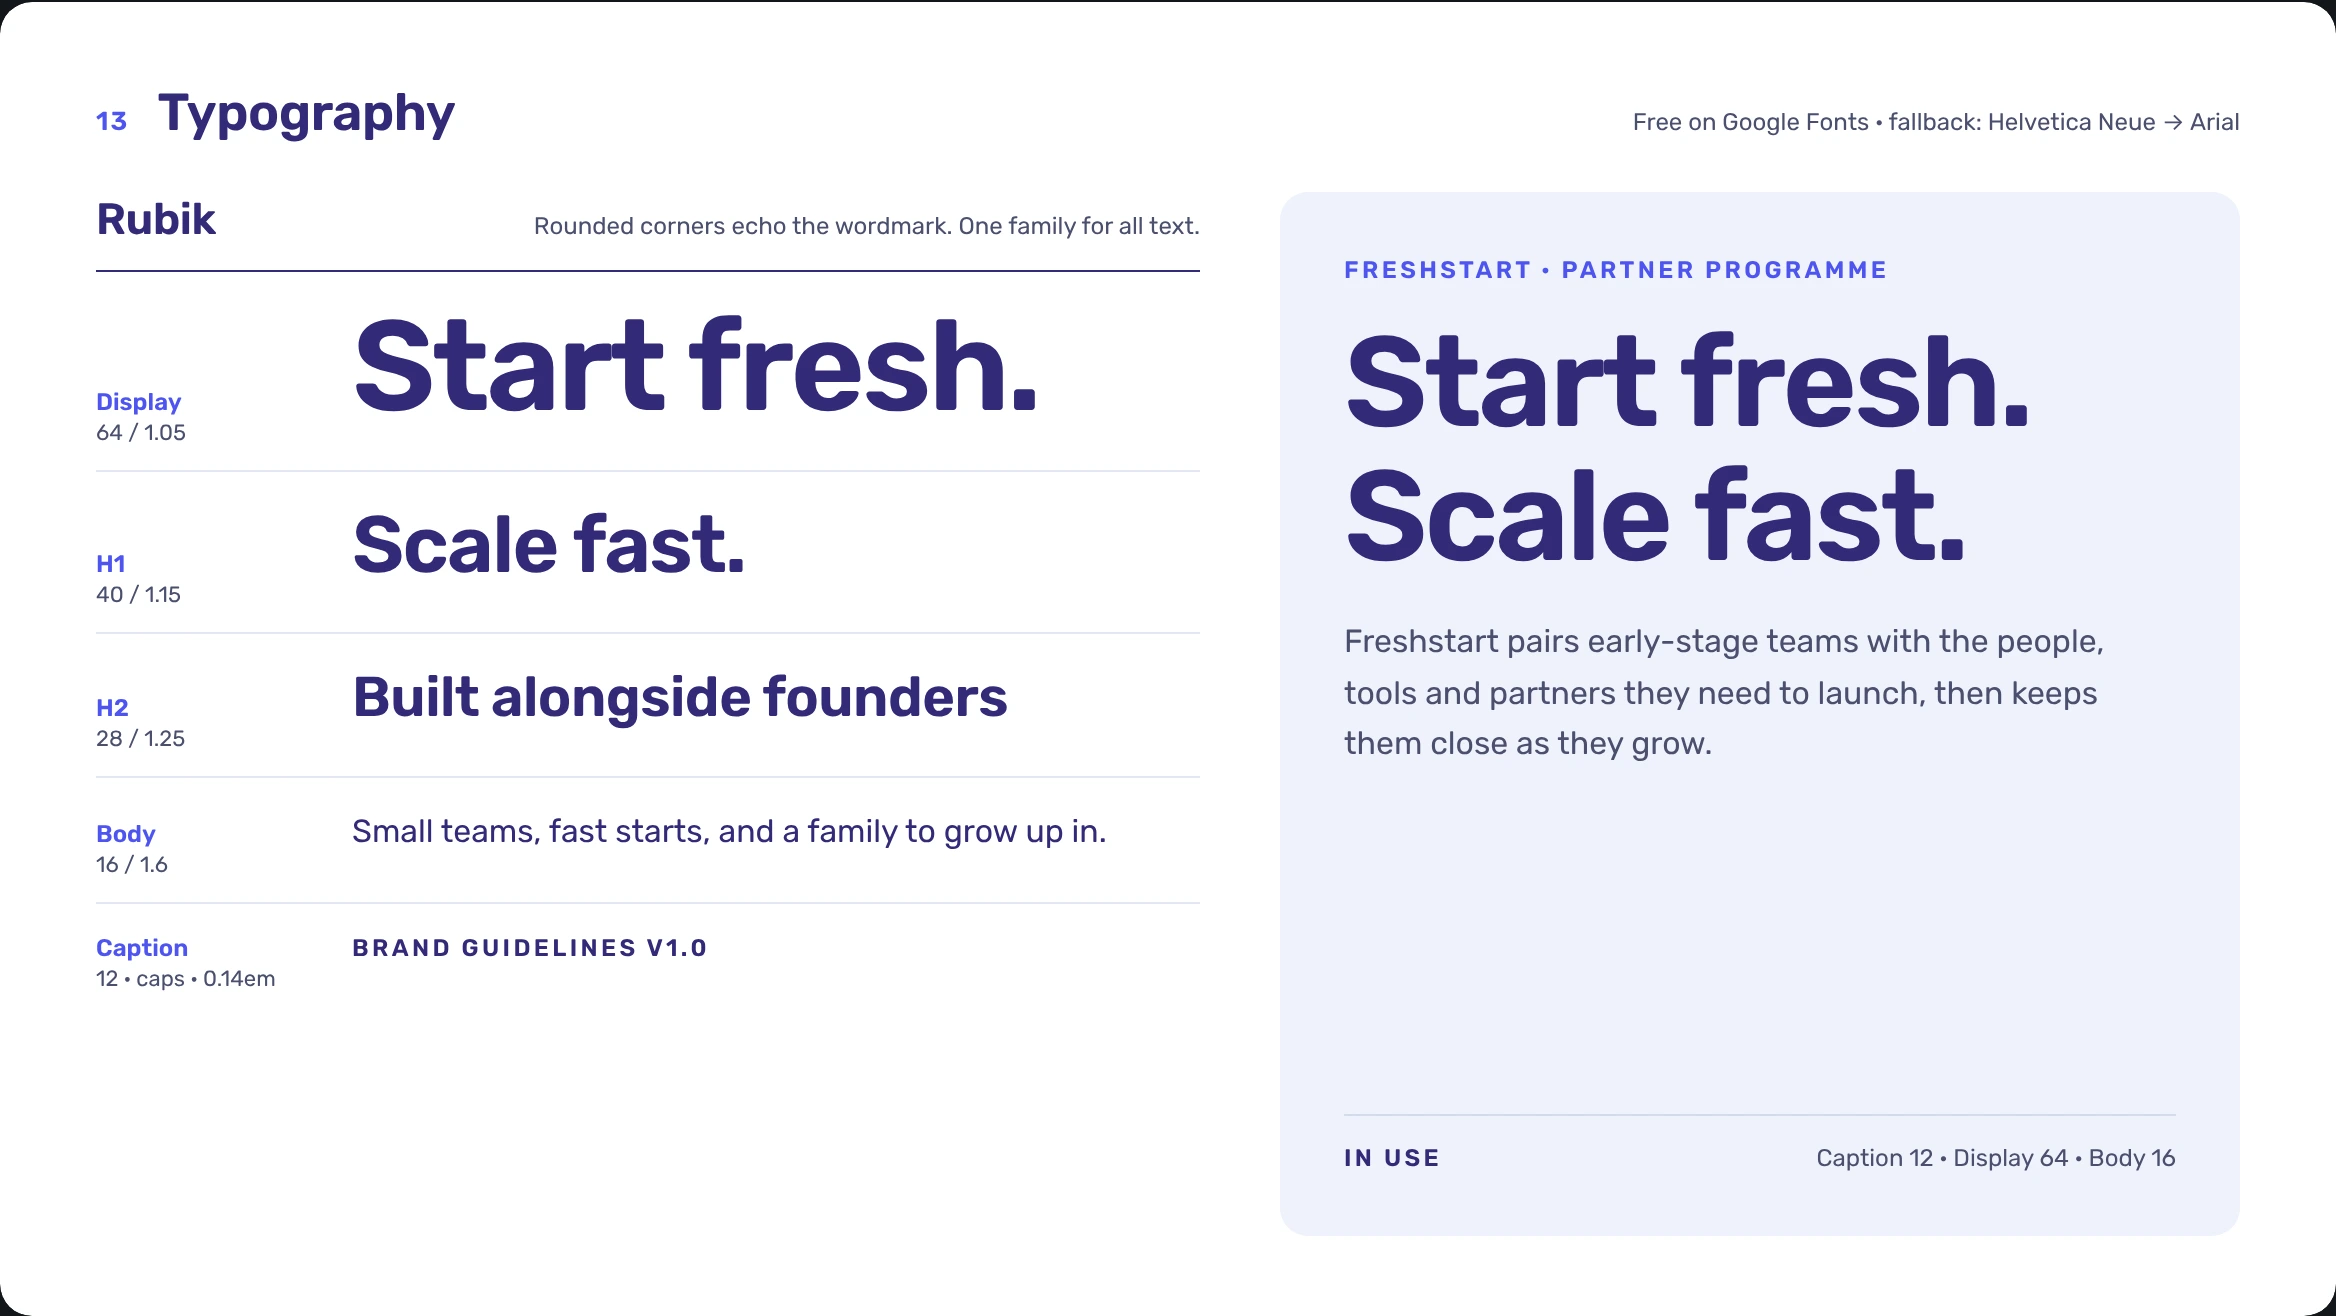 13 Typography
Free on Google Fonts • fallback: Helvetica Neue → Arial
Rubik
Rounded corners echo the wordmark. One family for all text.
Display
64 / 1.05
Start fresh.
H1
40 / 1.15
Scale fast.
H2
28 / 1.25
Built alongside founders
Body
16 / 1.6
Small teams, fast starts, and a family to grow up in.
Caption
12 • caps • 0.14em
BRAND GUIDELINES V1.0
FRESHSTART • PARTNER PROGRAMME
Start fresh.
Scale fast.
Freshstart pairs early-stage teams with the people,
tools and partners they need to launch, then keeps
them close as they grow.
IN USE
Caption 12 • Display 64 • Body 16